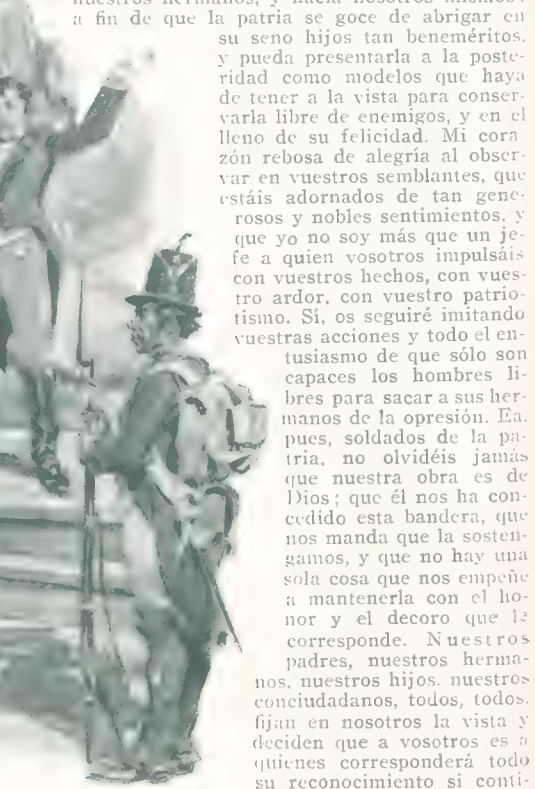 nuestros hermanos, y hacia nosotros mismos;
a fin de que la patria se goce de abrigar en
su seno hijos tan beneméritos,
y pueda presentarla a la poste-
ridad como modelos que haya
de tener a la vista para conser-
varla libre de enemigos, y en el
lleno de su felicidad. Mi cora
zón rebosa de alegría al obser-
var en vuestros semblantes, que
estáis adornados de tan gene-
rosos y nobles sentimientos, y
que yo no soy más que un je-
fe a quien vosotros impulsáis
con vuestros hechos, con vues-
tro ardor, con vuestro patrio-
tismo. Sí, os seguiré imitando
vuestras acciones y todo el en-
tusiasmo de que sólo son
capaces los hombres li-
bres para sacar a sus her-
manos de la opresión. Ea,
pues, soldados de la pa-
tria, no olvidéis jamás
que nuestra obra es de
Dios; que él nos ha con-
cedido esta bandera, que
nos manda que la sosten-
gamos, y que no hay una
sola cosa que nos empeñe
a mantenerla con el ho-
nor y el decoro que le
corresponde. Nuestros
padres, nuestros herma-
nos, nuestros hijos, nuestros
conciudadanos, todos, todos,
fijan en nosotros la vista y
deciden que a vosotros es a
quienes corresponderá todo
su reconocimiento si conti-